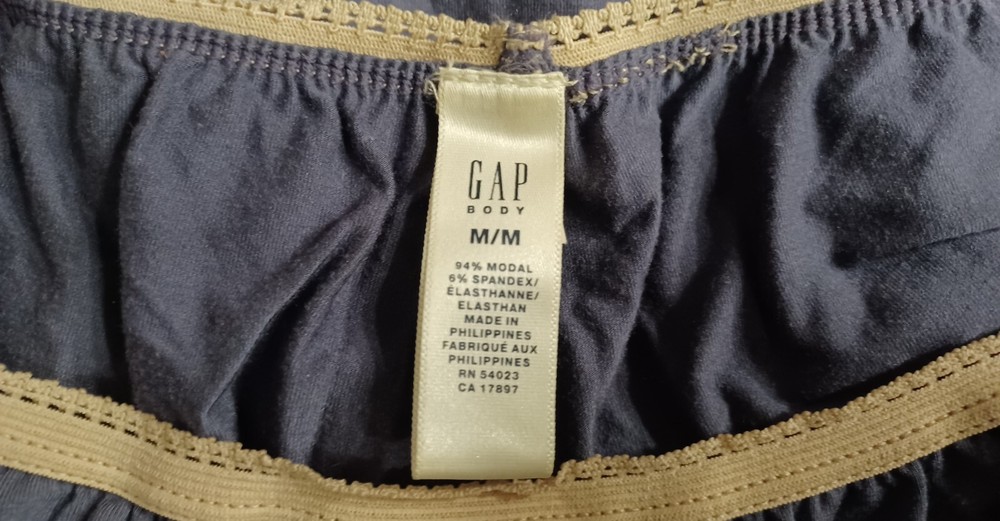 GAP
BODY
M/M
94% MODAL
6% SPANDEX/
ÉLASTHANNE/
ELASTHAN
MADE IN
PHILIPPINES
FABRIQUÉ AUX
PHILIPPINES
RN 54023
CA 17897